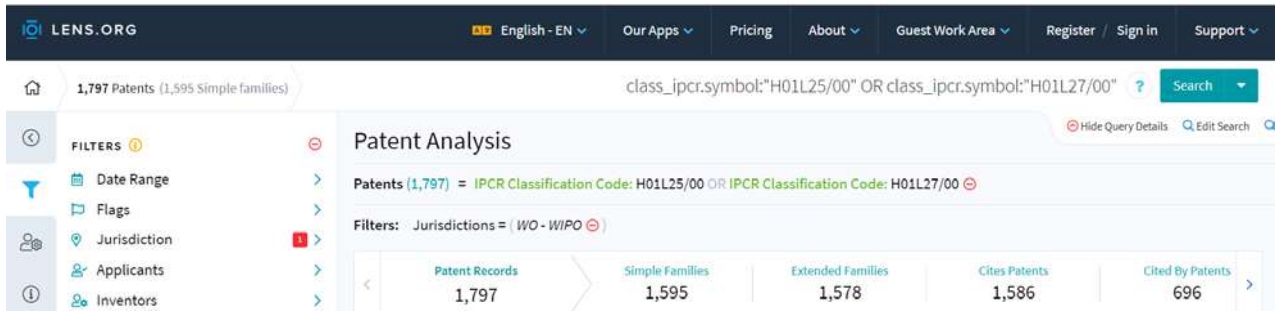 LENS.ORG English - EN Our Apps Pricing About Guest Work Area Register / Sign in Support
1,797 Patents (1,595 Simple families) class_ipcr.symbol:"H01L25/00" OR class_ipcr.symbol:"H01L27/00" ? Search
Hide Query Details Edit Search
FILTERS
Patent Analysis
Date Range
Patents (1,797) = IPCR Classification Code: H01L25/00 OR IPCR Classification Code: H01L27/00
Flags
Filters: Jurisdictions = ( WO - WIPO )
Jurisdiction 1
Applicants
Patent Records Simple Families Extended Families Cites Patents Cited By Patents
Inventors
1,797 1,595 1,578 1,586 696